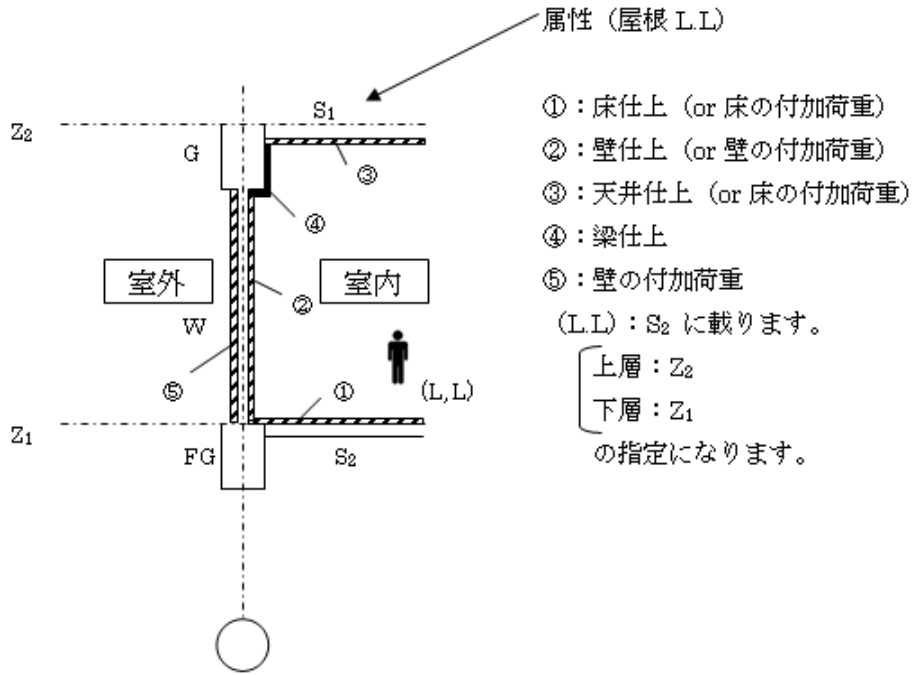 属性（屋根 L.L）
S₁
Z₂
G
③
④
室外
室内
②
W
⑤
①
(L,L)
Z₁
FG
S₂
①：床仕上（or 床の付加荷重）
②：壁仕上（or 壁の付加荷重）
③：天井仕上（or 床の付加荷重）
④：梁仕上
⑤：壁の付加荷重
(L.L)：S₂ に載ります。
上層：Z₂
下層：Z₁
の指定になります。